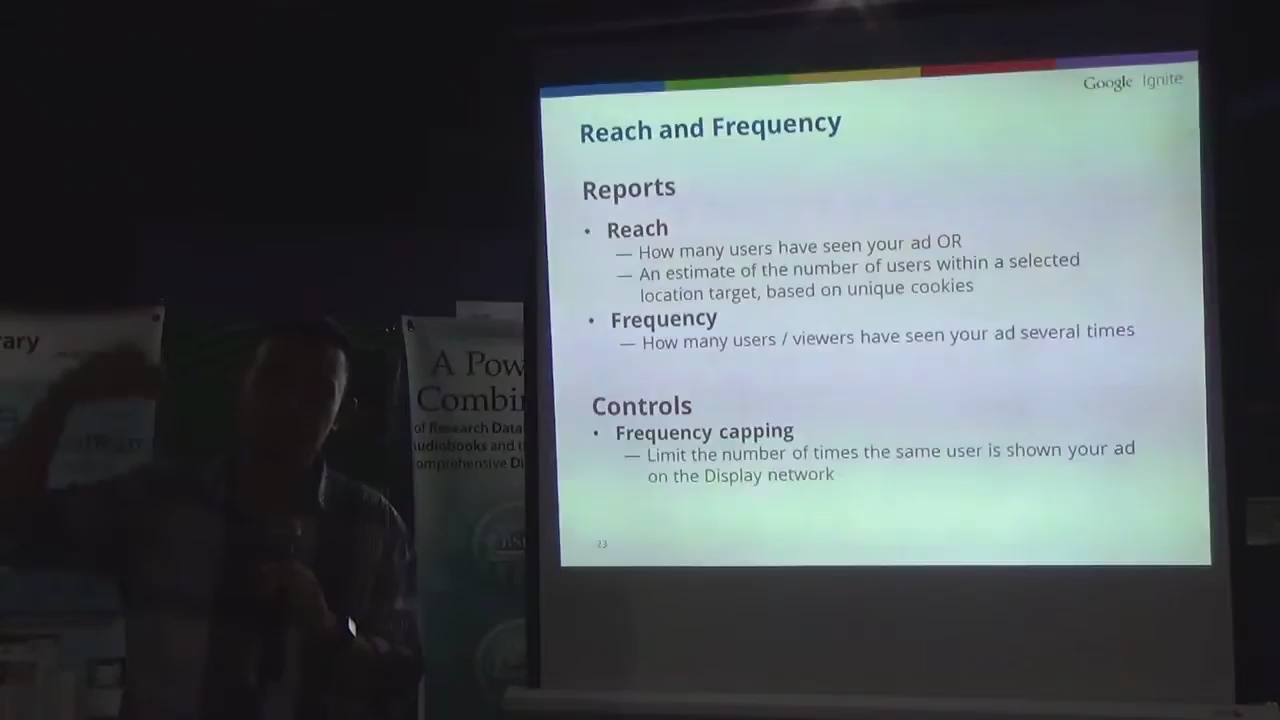 Google Ignite
Reach and Frequency
Reports
• Reach
— How many users have seen your ad OR
— An estimate of the number of users within a selected
location target, based on unique cookies
• Frequency
— How many users / viewers have seen your ad several times
Controls
• Frequency capping
— Limit the number of times the same user is shown your ad
on the Display network
23
rary
A Pow
Combi
of Research Data
udiobooks and
omprehensive Di